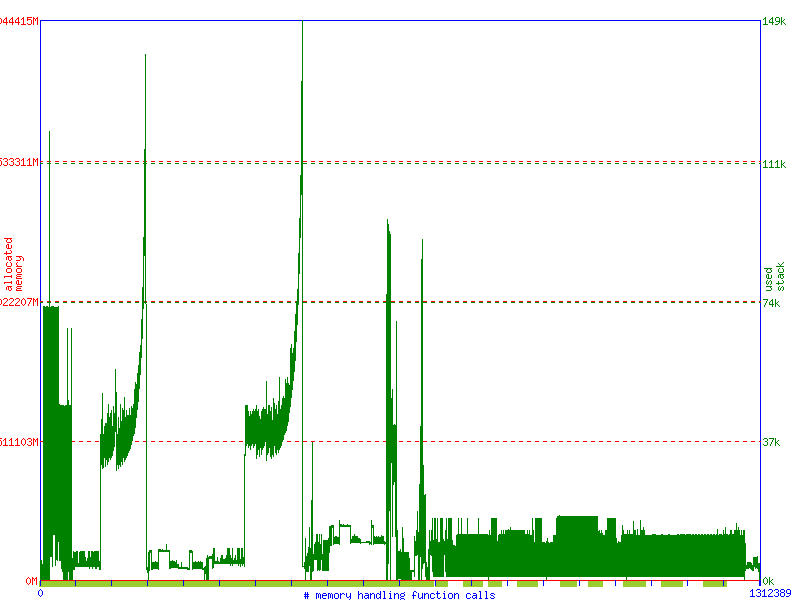 044415M
149k
533311M
111k
allocated
memory
used
stack
022207M
74k
511103M
37k
0M
0k
0
# memory handling function calls
1312389